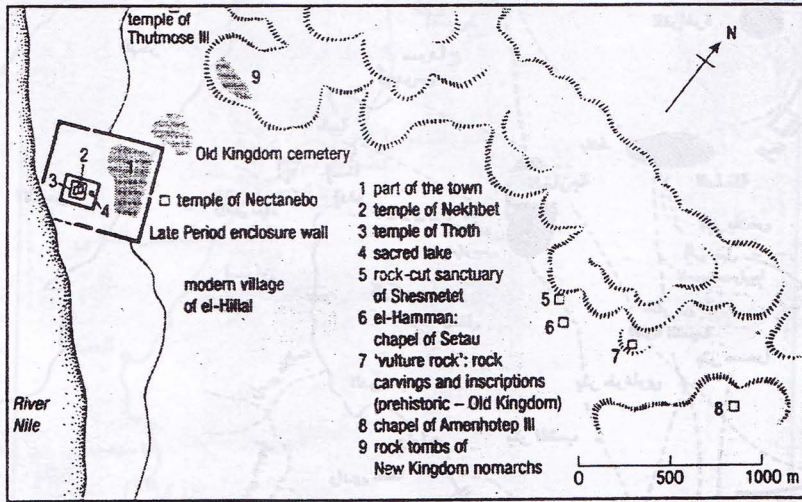 temple of
Thutmose III
N
9
Old Kingdom cemetery
2
1
3
4
temple of Nectanebo
Late Period enclosure wall
modern village
of el-Hillal
River
Nile
1 part of the town
2 temple of Nekhbet
3 temple of Thoth
4 sacred lake
5 rock-cut sanctuary
of Shesmetet
6 el-Hamman:
chapel of Setau
7 'vulture rock': rock
carvings and inscriptions
(prehistoric – Old Kingdom)
8 chapel of Amenhotep III
9 rock tombs of
New Kingdom nomarchs
5
6
7
8
0 500 1000 m